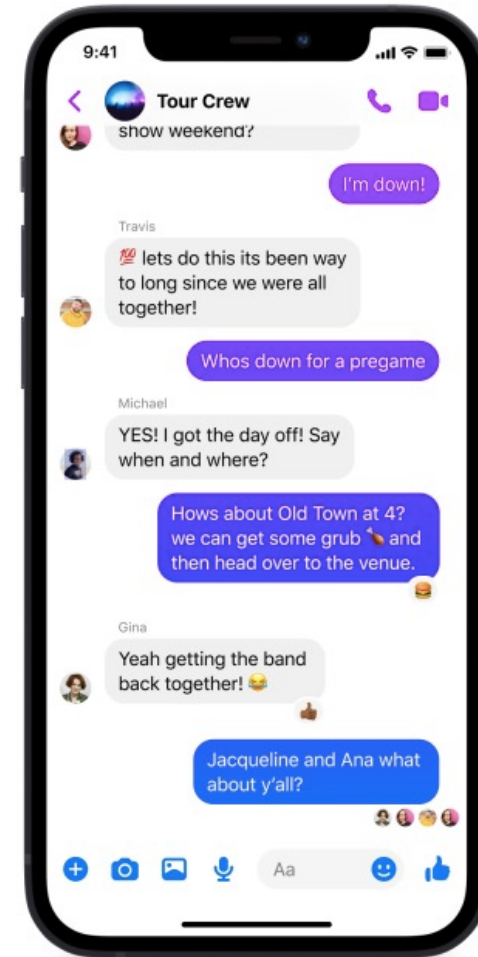 9:41
Tour Crew
show weekend?
I'm down!
Travis
💯 lets do this its been way
to long since we were all
together!
Whos down for a pregame
Michael
YES! I got the day off! Say
when and where?
Hows about Old Town at 4?
we can get some grub 🍗 and
then head over to the venue.
Gina
Yeah getting the band
back together! 😂
Jacqueline and Ana what
about y'all?
Aa